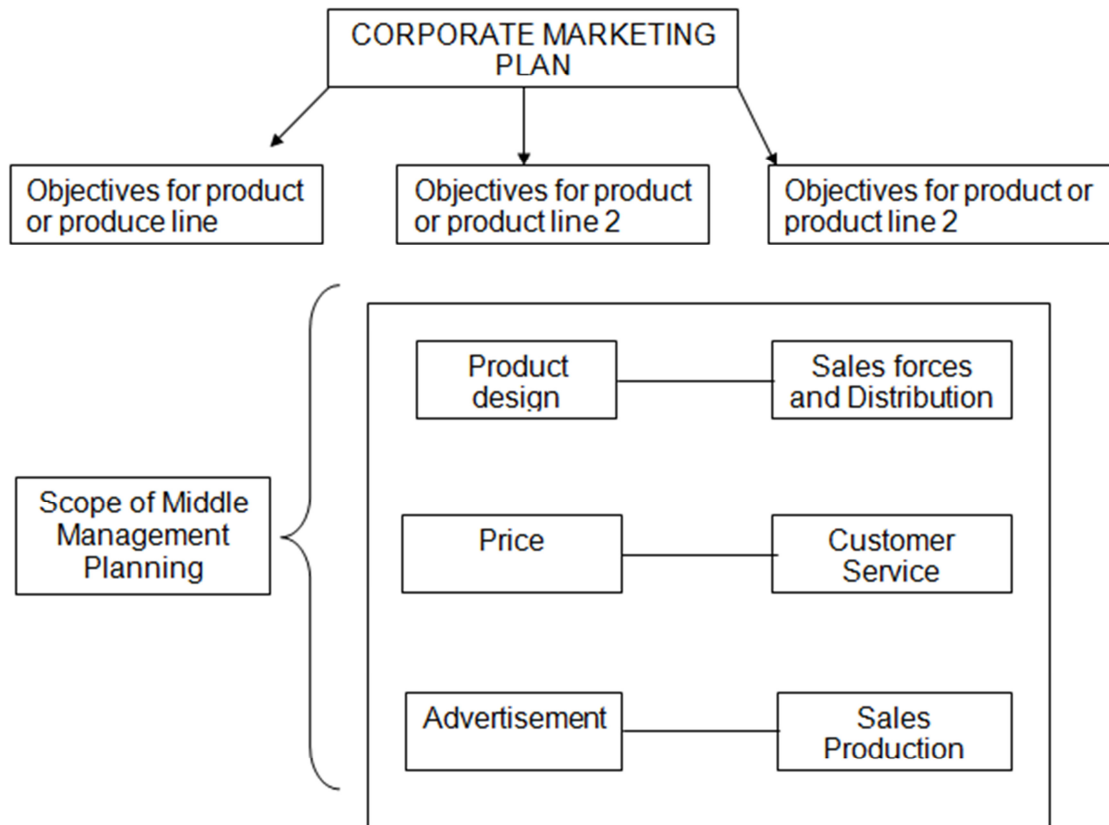 CORPORATE MARKETING
PLAN
Objectives for product
or produce line
Objectives for product
or product line 2
Objectives for product or
product line 2
Scope of Middle
Management
Planning
Product
design
Sales forces
and Distribution
Price
Customer
Service
Advertisement
Sales
Production